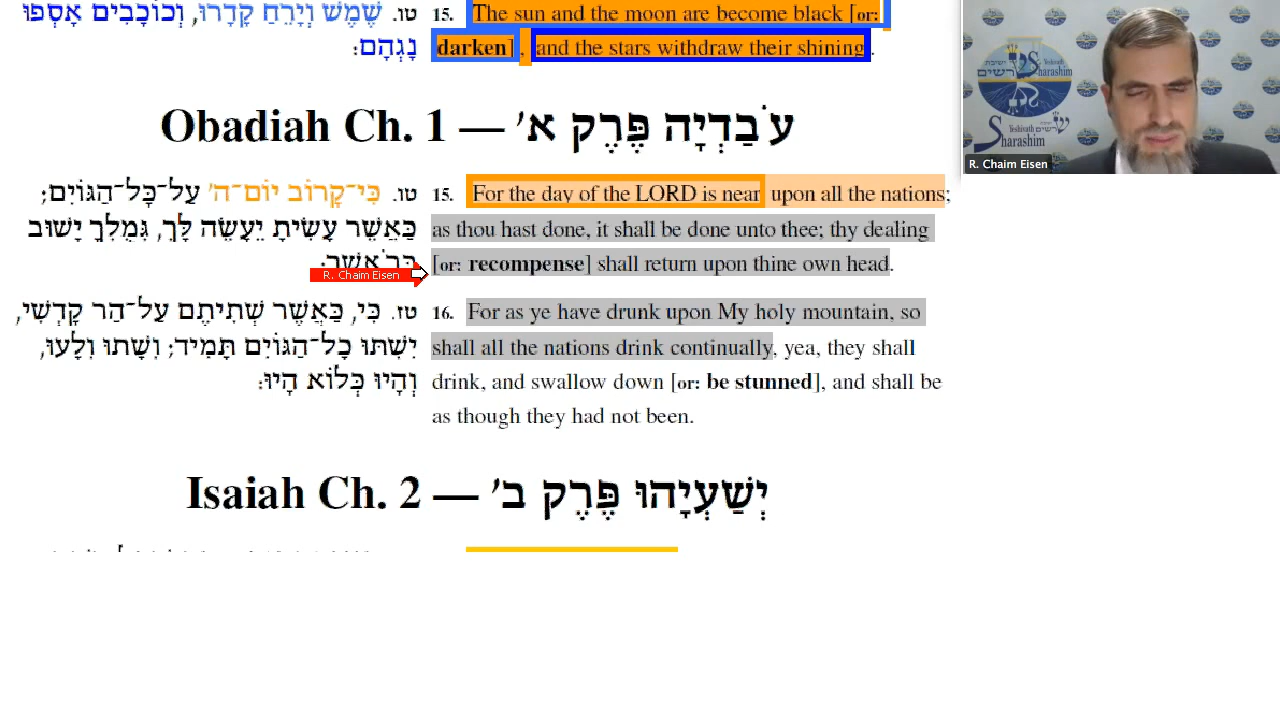 טו. שֶׁמֶשׁ וְיָרֵחַ קָדָרוּ, וְכוֹכָבִים אָסְפוּ
נָגְהָם:
15. The sun and the moon are become black [or:
darken], and the stars withdraw their shining.
Obadiah Ch. 1 — עֹבַדְיָה פֶּרֶק א'
טו. כִּי־קָרוֹב יוֹם־ה' עַל־כׇּל־הַגּוֹיִם;
כַּאֲשֶׁר עָשִׂיתָ יֵעָשֶׂה לָּךְ, גְּמֻלְךָ יָשׁוּב
בְּרֹאשֶׁךָ:
15. For the day of the LORD is near upon all the nations;
as thou hast done, it shall be done unto thee; thy dealing
[or: recompense] shall return upon thine own head.
R. Chaim Eisen
טז. כִּי, כַּאֲשֶׁר שְׁתִיתֶם עַל־הַר קׇדְשִׁי,
יִשְׁתּוּ כׇל־הַגּוֹיִם תָּמִיד; וְשָׁתוּ וְלָעוּ,
וְהָיוּ כְּלוֹא הָיוּ:
16. For as ye have drunk upon My holy mountain, so
shall all the nations drink continually, yea, they shall
drink, and swallow down [or: be stunned], and shall be
as though they had not been.
Isaiah Ch. 2 — יְשַׁעְיָהוּ פֶּרֶק ב'
Yeshivath Sharashim
ישיבת שרשים
R. Chaim Eisen